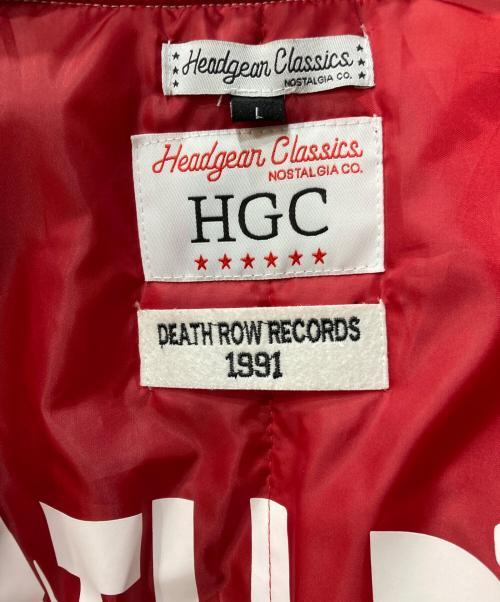 Headgear Classics
NOSTALGIA CO.
L
Headgear Classics
NOSTALGIA CO.
HGC
DEATH ROW RECORDS
1991